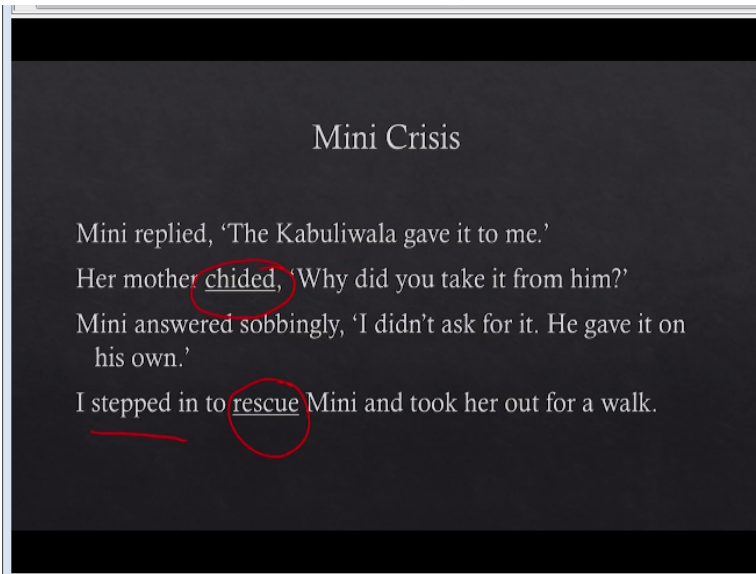 Mini Crisis
Mini replied, ‘The Kabuliwala gave it to me.’
Her mother chided, ‘Why did you take it from him?’
Mini answered sobbingly, ‘I didn’t ask for it. He gave it on
his own.’
I stepped in to rescue Mini and took her out for a walk.